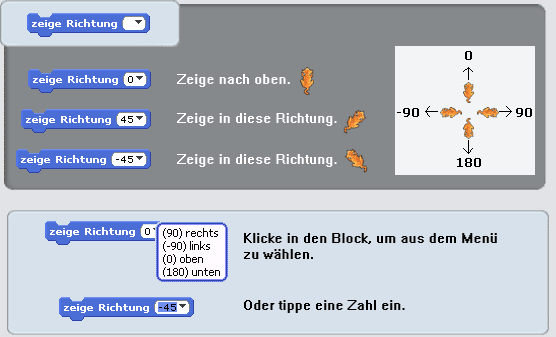 zeige Richtung
zeige Richtung 0 Zeige nach oben.
zeige Richtung 45 Zeige in diese Richtung.
zeige Richtung -45 Zeige in diese Richtung.
0
-90 90
180
zeige Richtung 0
(90) rechts
(-90) links
(0) oben
(180) unten
Klicke in den Block, um aus dem Menü
zu wählen.
zeige Richtung -45
Oder tippe eine Zahl ein.